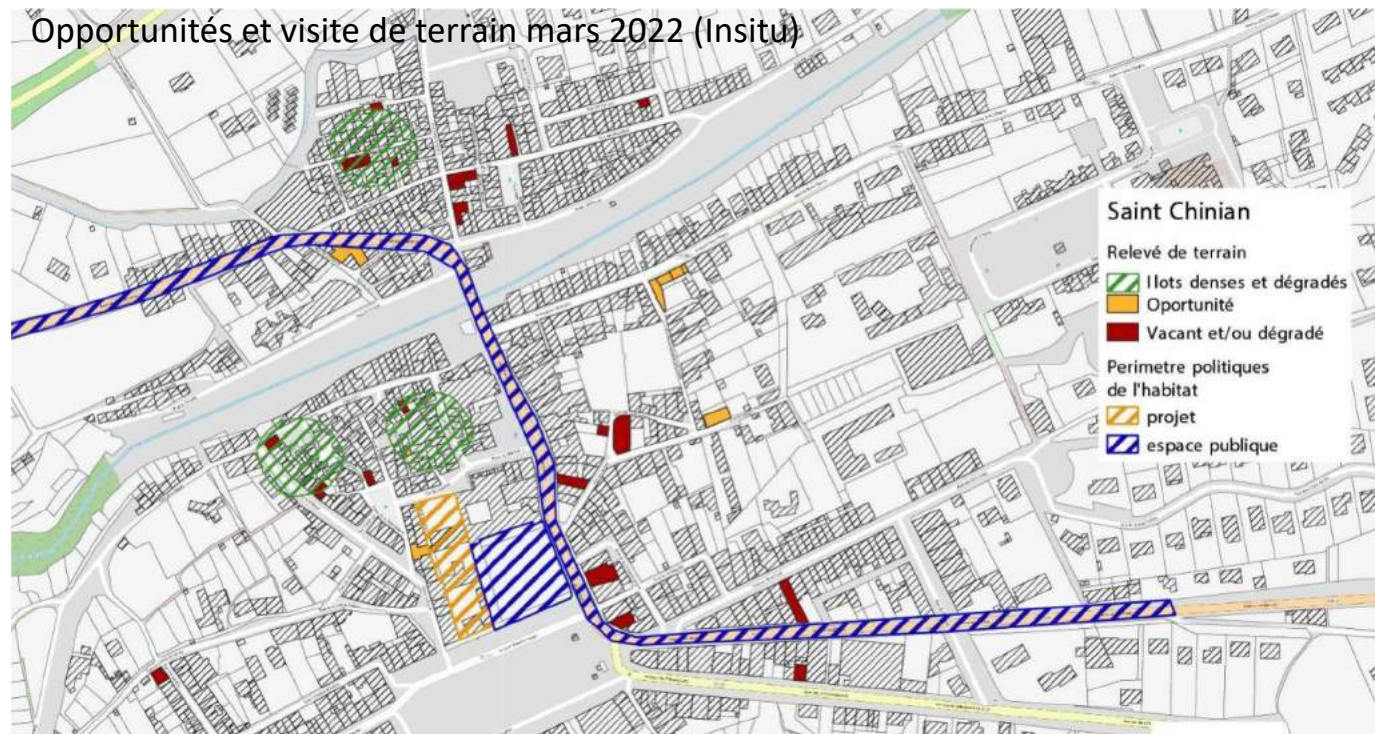 Opportunités et visite de terrain mars 2022 (Insitu)
Saint Chinian
Relevé de terrain
Ilots denses et dégradés
Oportunité
Vacant et/ou dégradé
Perimetre politiques
de l'habitat
projet
espace publique